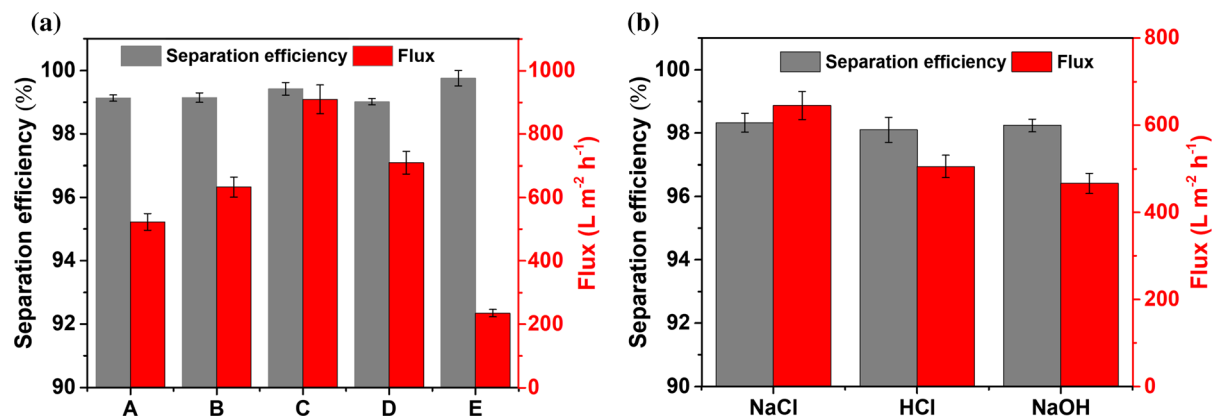 (a)
Separation efficiency Flux
Separation efficiency (%)
100
98
96
94
92
90
1000
800
600
400
200
0
Flux (L m⁻² h⁻¹)
A B C D E
(b)
Separation efficiency Flux
Separation efficiency (%)
100
98
96
94
92
90
800
600
400
200
0
Flux (L m⁻² h⁻¹)
NaCl HCl NaOH